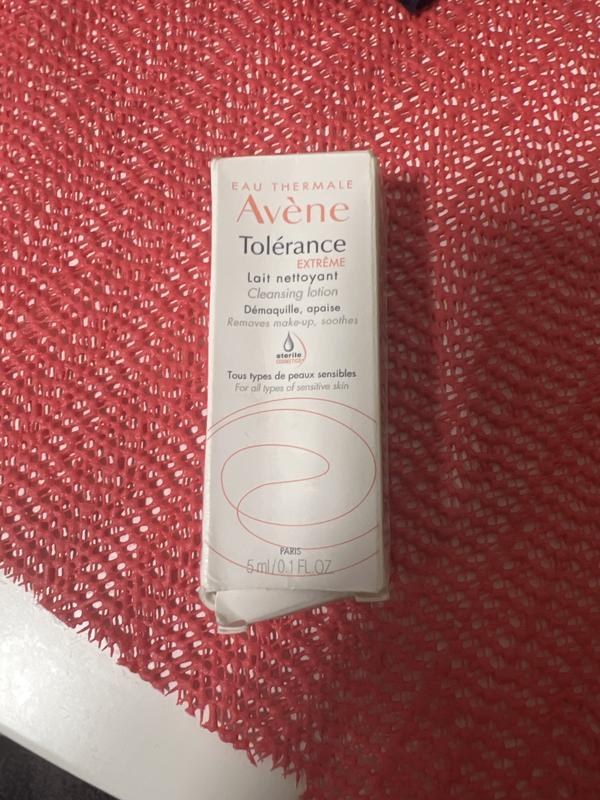 EAU THERMALE
Avène
Tolérance
EXTRÊME
Lait nettoyant
Cleansing lotion
Démaquille, apaise
Removes make-up, soothes
sterile
COSMETICS
Tous types de peaux sensibles
For all types of sensitive skin
PARIS
5 ml / 0.1 FL.OZ.